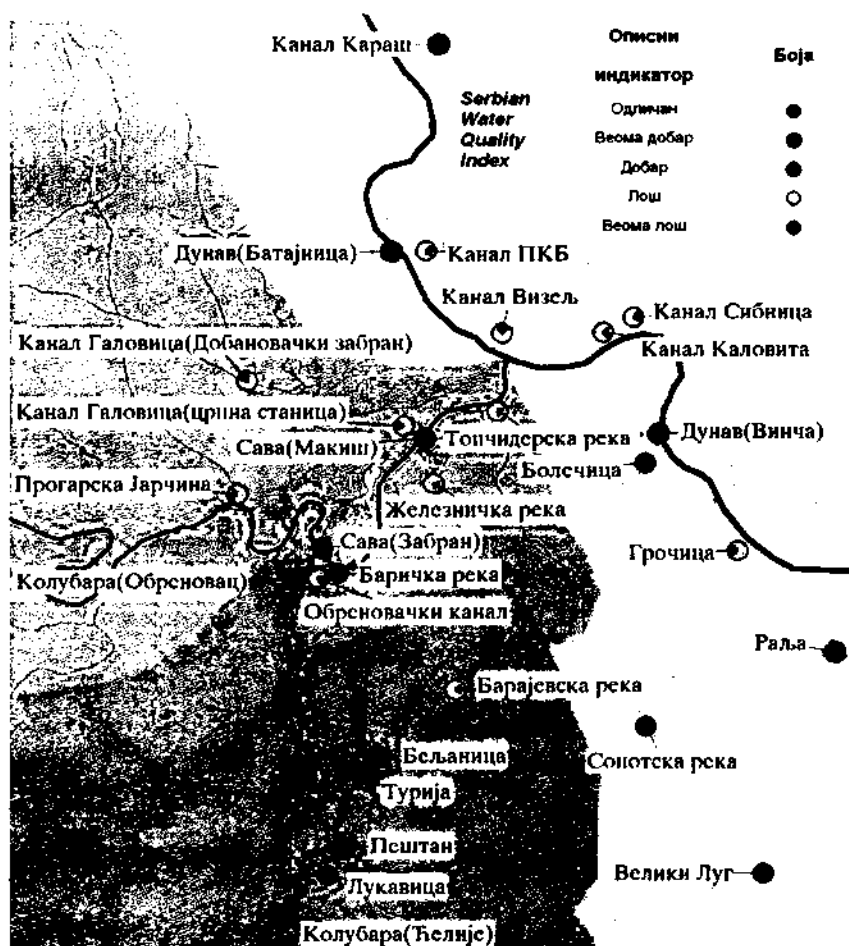 Канал Караш
Описни
индикатор
Боја
Serbian
Water
Quality
Index
Одличан
Веома добар
Добар
Лош
Веома лош
Дунав(Батајница)
Канал ПКБ
Канал Визељ
Канал Сибница
Канал Каловита
Канал Галовица(Добановачки забран)
Канал Галовица(црпна станица)
Сава(Макиш)
Топчидерска река
Дунав(Винча)
Болечица
Прогарска Јарчина
Железничка река
Сава(Забран)
Грочица
Колубара(Обреновац)
Баричка река
Обреновачки канал
Раља
Барајевска река
Бељаница
Сопотска река
Турија
Пештан
Лукавица
Велики Луг
Колубара(Ћелије)